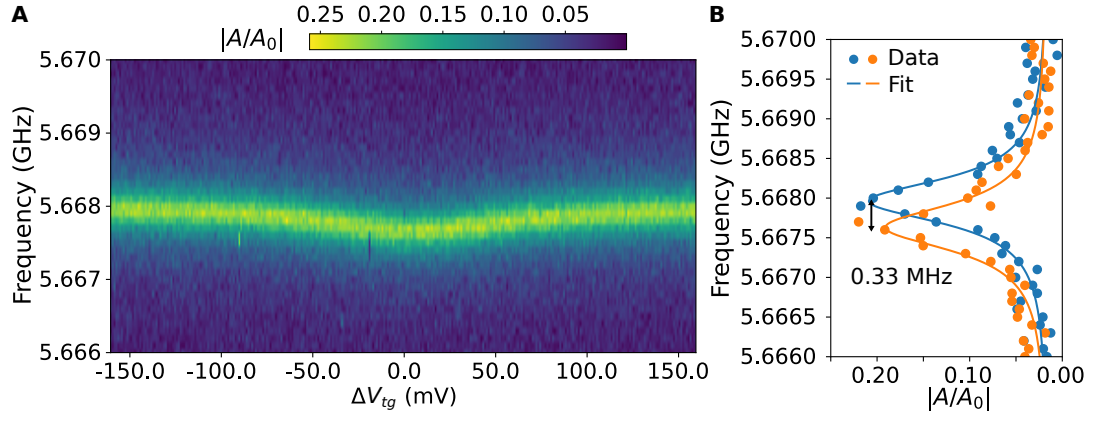 A
|A/A₀|
0.25 0.20 0.15 0.10 0.05
Frequency (GHz)
5.670
5.669
5.668
5.667
5.666
-150.0 -100.0 -50.0 0.0 50.0 100.0 150.0
ΔV_{tg} (mV)
B
Frequency (GHz)
5.6700
5.6695
5.6690
5.6685
5.6680
5.6675
5.6670
5.6665
5.6660
Data
Fit
0.33 MHz
0.20 0.10 0.00
|A/A₀|